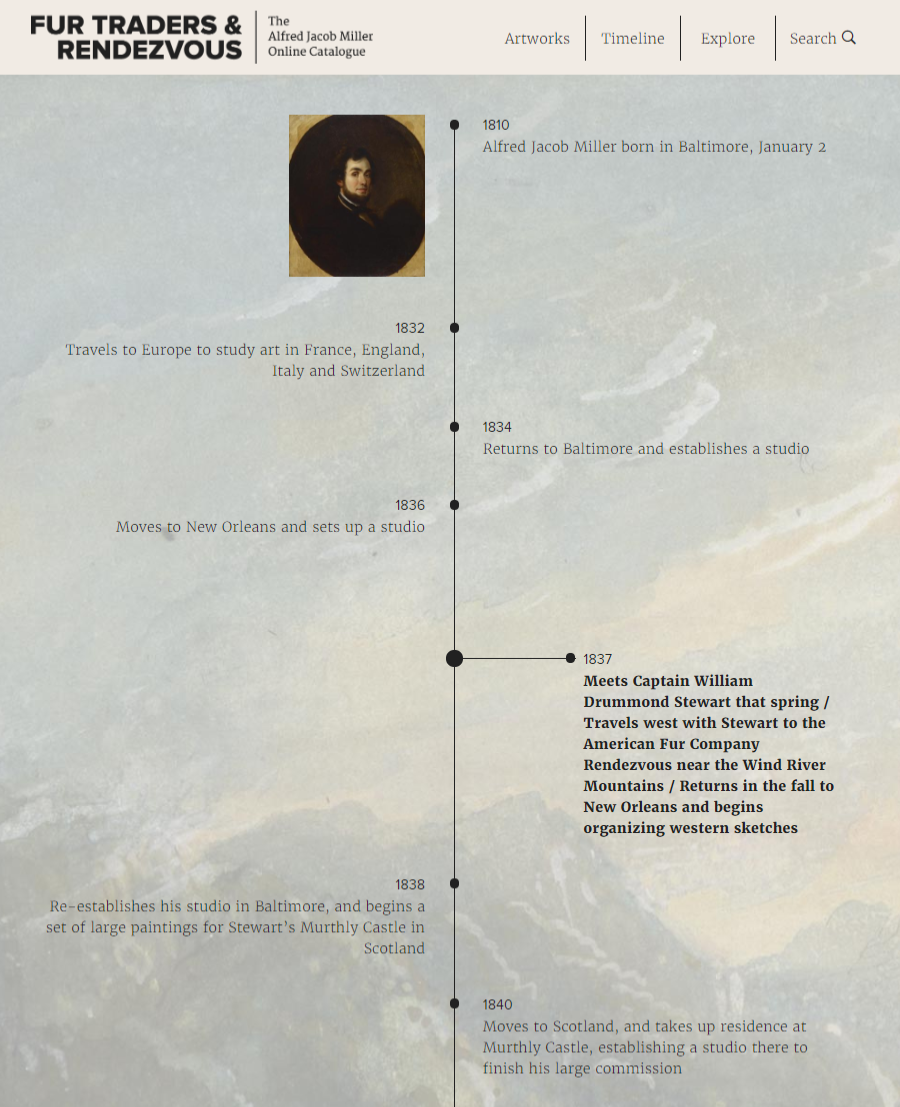 FUR TRADERS &
RENDEZVOUS
The
Alfred Jacob Miller
Online Catalogue
Artworks
Timeline
Explore
Search
1810
Alfred Jacob Miller born in Baltimore, January 2
1832
Travels to Europe to study art in France, England,
Italy and Switzerland
1834
Returns to Baltimore and establishes a studio
1836
Moves to New Orleans and sets up a studio
1837
Meets Captain William
Drummond Stewart that spring /
Travels west with Stewart to the
American Fur Company
Rendezvous near the Wind River
Mountains / Returns in the fall to
New Orleans and begins
organizing western sketches
1838
Re-establishes his studio in Baltimore, and begins a
set of large paintings for Stewart's Murthly Castle in
Scotland
1840
Moves to Scotland, and takes up residence at
Murthly Castle, establishing a studio there to
finish his large commission